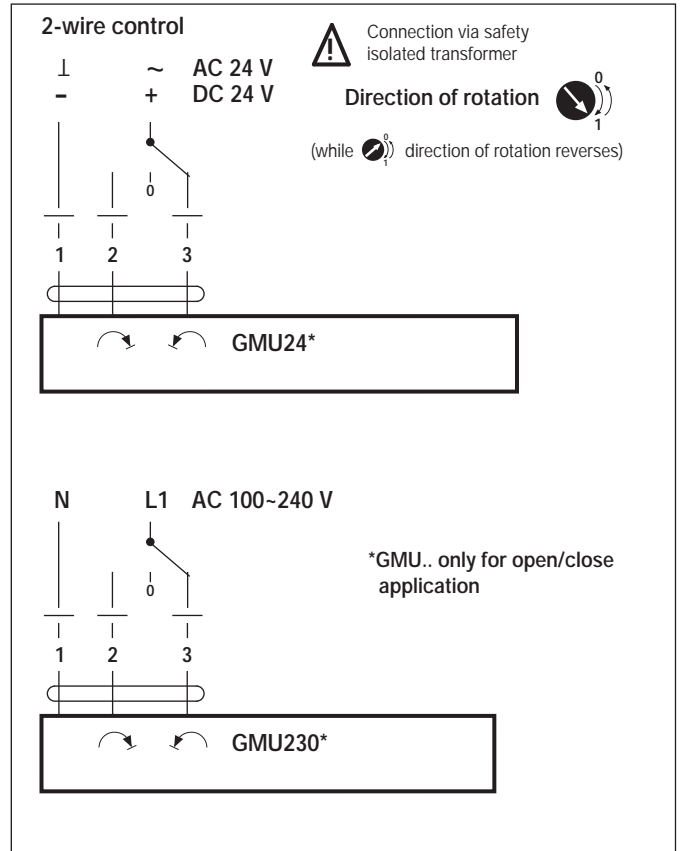 2-wire control
Connection via safety
isolated transformer
⊥ ~ AC 24 V
– + DC 24 V
Direction of rotation 0 1
(while 0 1 direction of rotation reverses)
0
1 2 3
GMU24*
N L1 AC 100~240 V
*GMU.. only for open/close
application
0
1 2 3
GMU230*